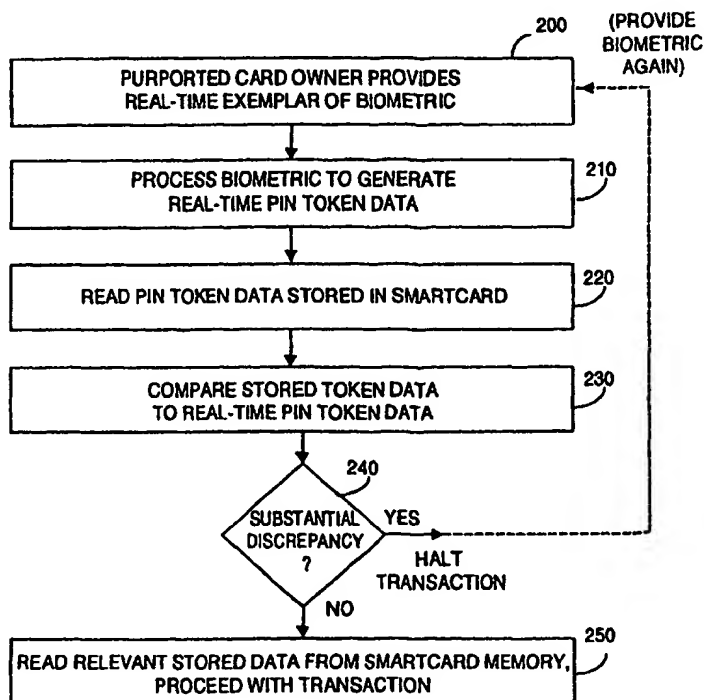 200
(PROVIDE
BIOMETRIC
AGAIN)
PURPORTED CARD OWNER PROVIDES
REAL-TIME EXEMPLAR OF BIOMETRIC
PROCESS BIOMETRIC TO GENERATE
REAL-TIME PIN TOKEN DATA
210
READ PIN TOKEN DATA STORED IN SMARTCARD
220
COMPARE STORED TOKEN DATA
TO REAL-TIME PIN TOKEN DATA
230
240
SUBSTANTIAL
DISCREPANCY
?
YES
HALT
TRANSACTION
NO
250
READ RELEVANT STORED DATA FROM SMARTCARD MEMORY,
PROCEED WITH TRANSACTION